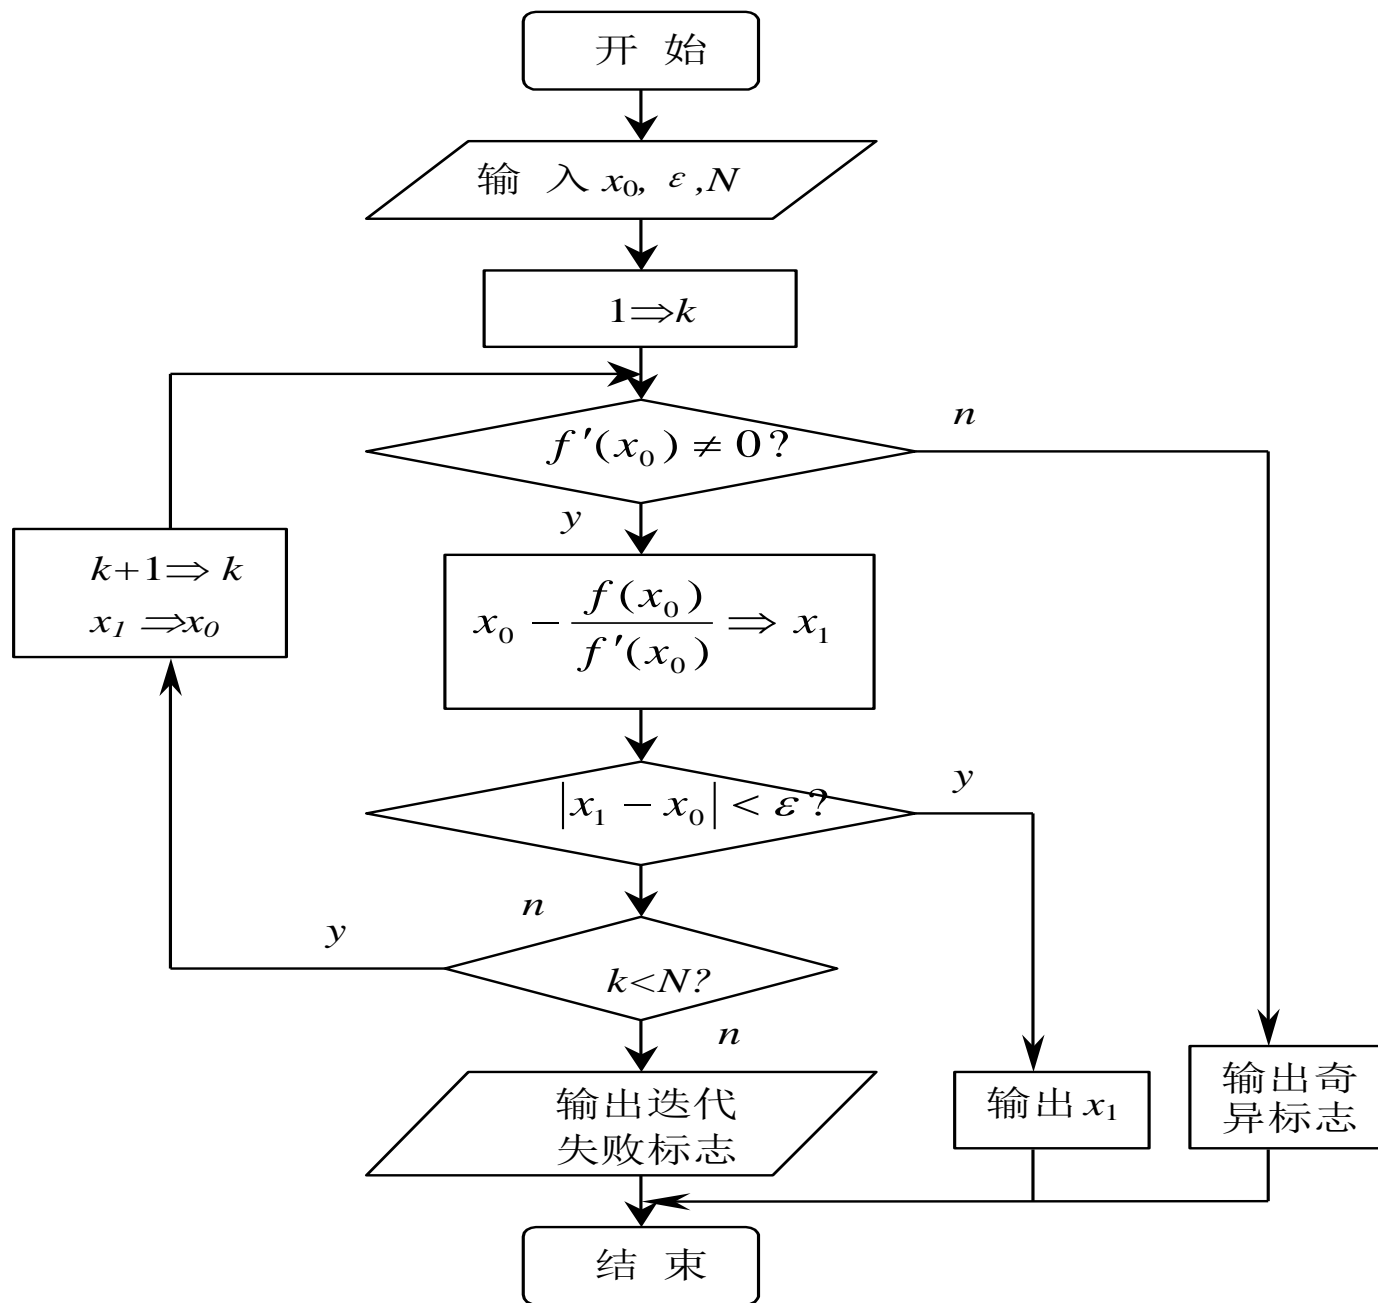 开 始
输 入 x₀, ε ,N
1⇒k
n
f′(x₀) ≠ 0?
y
k+1⇒ k
x₁ ⇒x₀
x₀ − f(x₀)/f′(x₀) ⇒ x₁
y
|x₁ − x₀| < ε?
n
y
k<N?
n
输出迭代
失败标志
输出 x₁
输出奇
异标志
结 束